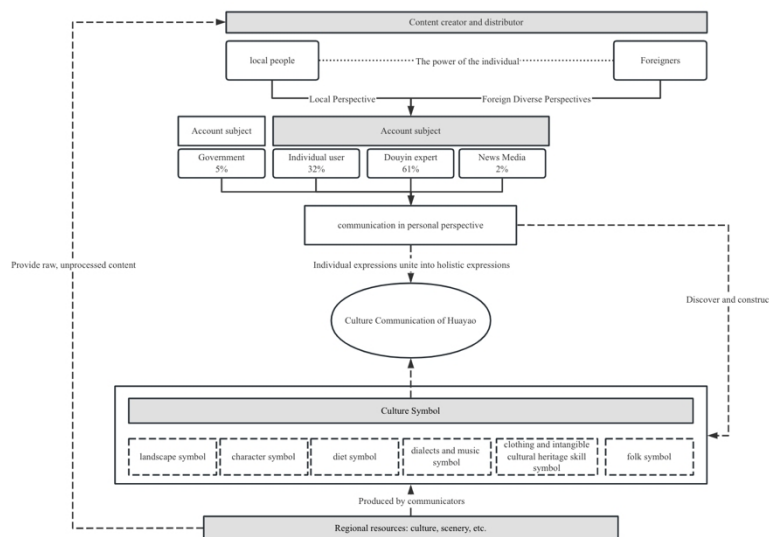 Content creator and distributor
local people
The power of the individual
Foreigners
Local Perspective
Foreign Diverse Perspectives
Account subject
Account subject
Government
5%
Individual user
32%
Douyin expert
61%
News Media
2%
communication in personal perspective
Provide raw, unprocessed content
Individual expressions unite into holistic expressions
Discover and construc
Culture Communication of Huayao
Culture Symbol
landscape symbol
character symbol
diet symbol
dialects and music
symbol
clothing and intangible
cultural heritage skill
symbol
folk symbol
Produced by communicators
Regional resources: culture, scenery, etc.